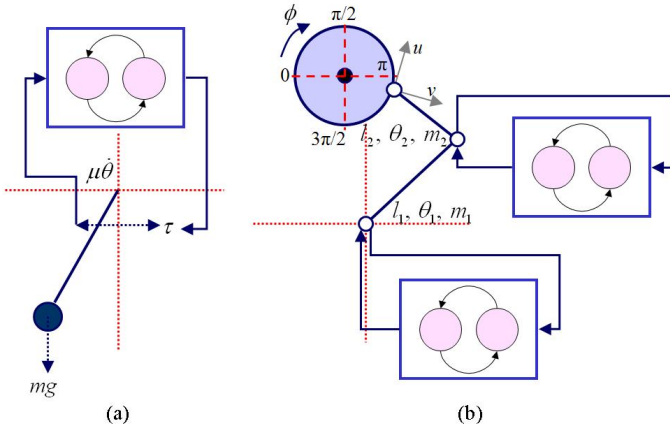 μθ̇
τ
mg
(a)
ϕ
π/2
0
π
3π/2
u
v
l₂, θ₂, m₂
l₁, θ₁, m₁
(b)